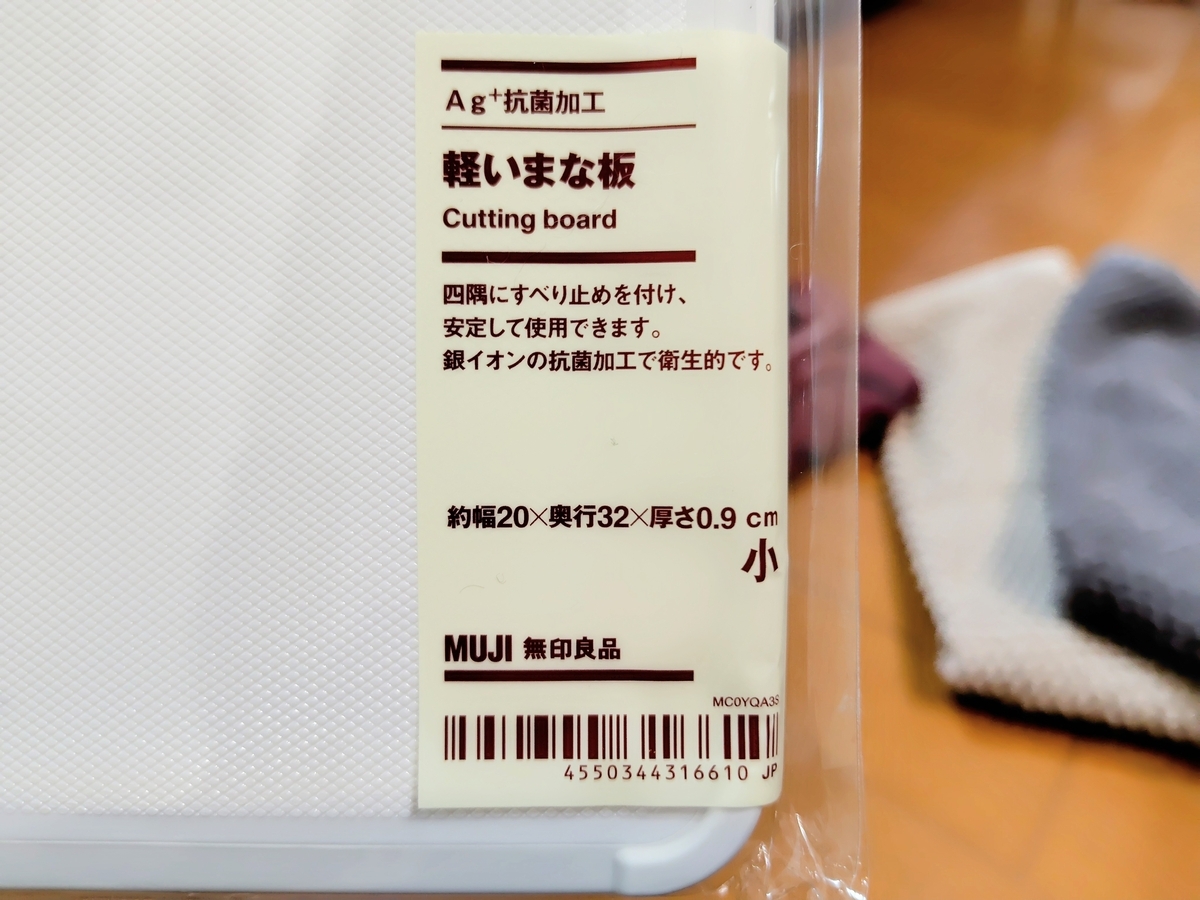 Ag⁺抗菌加工
軽いまな板
Cutting board
四隅にすべり止めを付け、
安定して使用できます。
銀イオンの抗菌加工で衛生的です。
約幅20×奥行32×厚さ0.9 cm
小
MUJI 無印良品
MC0YQA3S
4550344316610 JP